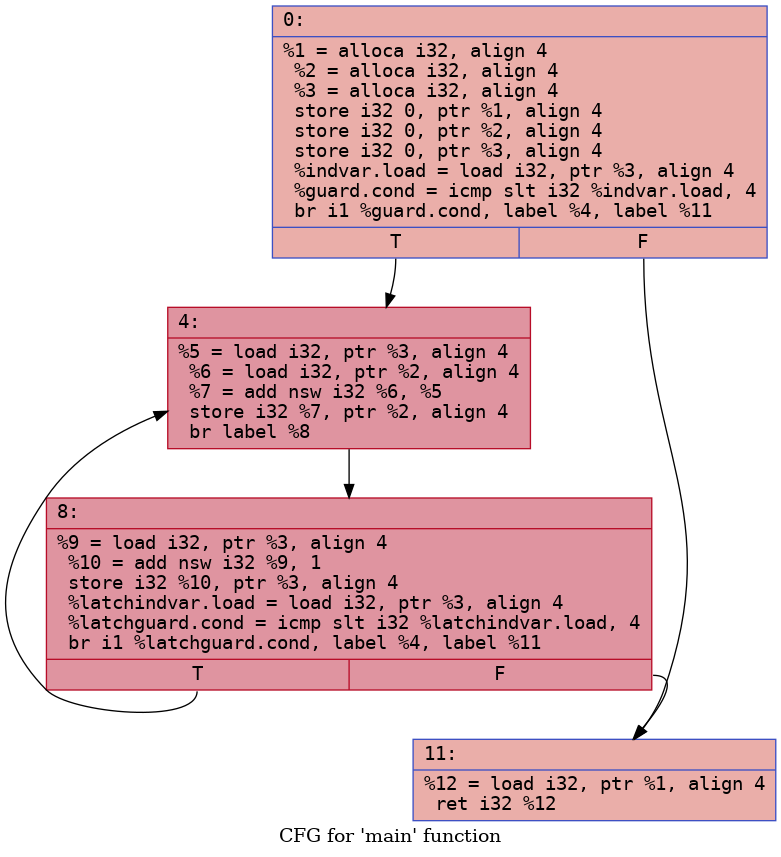 0:
%1 = alloca i32, align 4
%2 = alloca i32, align 4
%3 = alloca i32, align 4
store i32 0, ptr %1, align 4
store i32 0, ptr %2, align 4
store i32 0, ptr %3, align 4
%indvar.load = load i32, ptr %3, align 4
%guard.cond = icmp slt i32 %indvar.load, 4
br i1 %guard.cond, label %4, label %11
T F
4:
%5 = load i32, ptr %3, align 4
%6 = load i32, ptr %2, align 4
%7 = add nsw i32 %6, %5
store i32 %7, ptr %2, align 4
br label %8
8:
%9 = load i32, ptr %3, align 4
%10 = add nsw i32 %9, 1
store i32 %10, ptr %3, align 4
%latchindvar.load = load i32, ptr %3, align 4
%latchguard.cond = icmp slt i32 %latchindvar.load, 4
br i1 %latchguard.cond, label %4, label %11
T F
11:
%12 = load i32, ptr %1, align 4
ret i32 %12
CFG for 'main' function